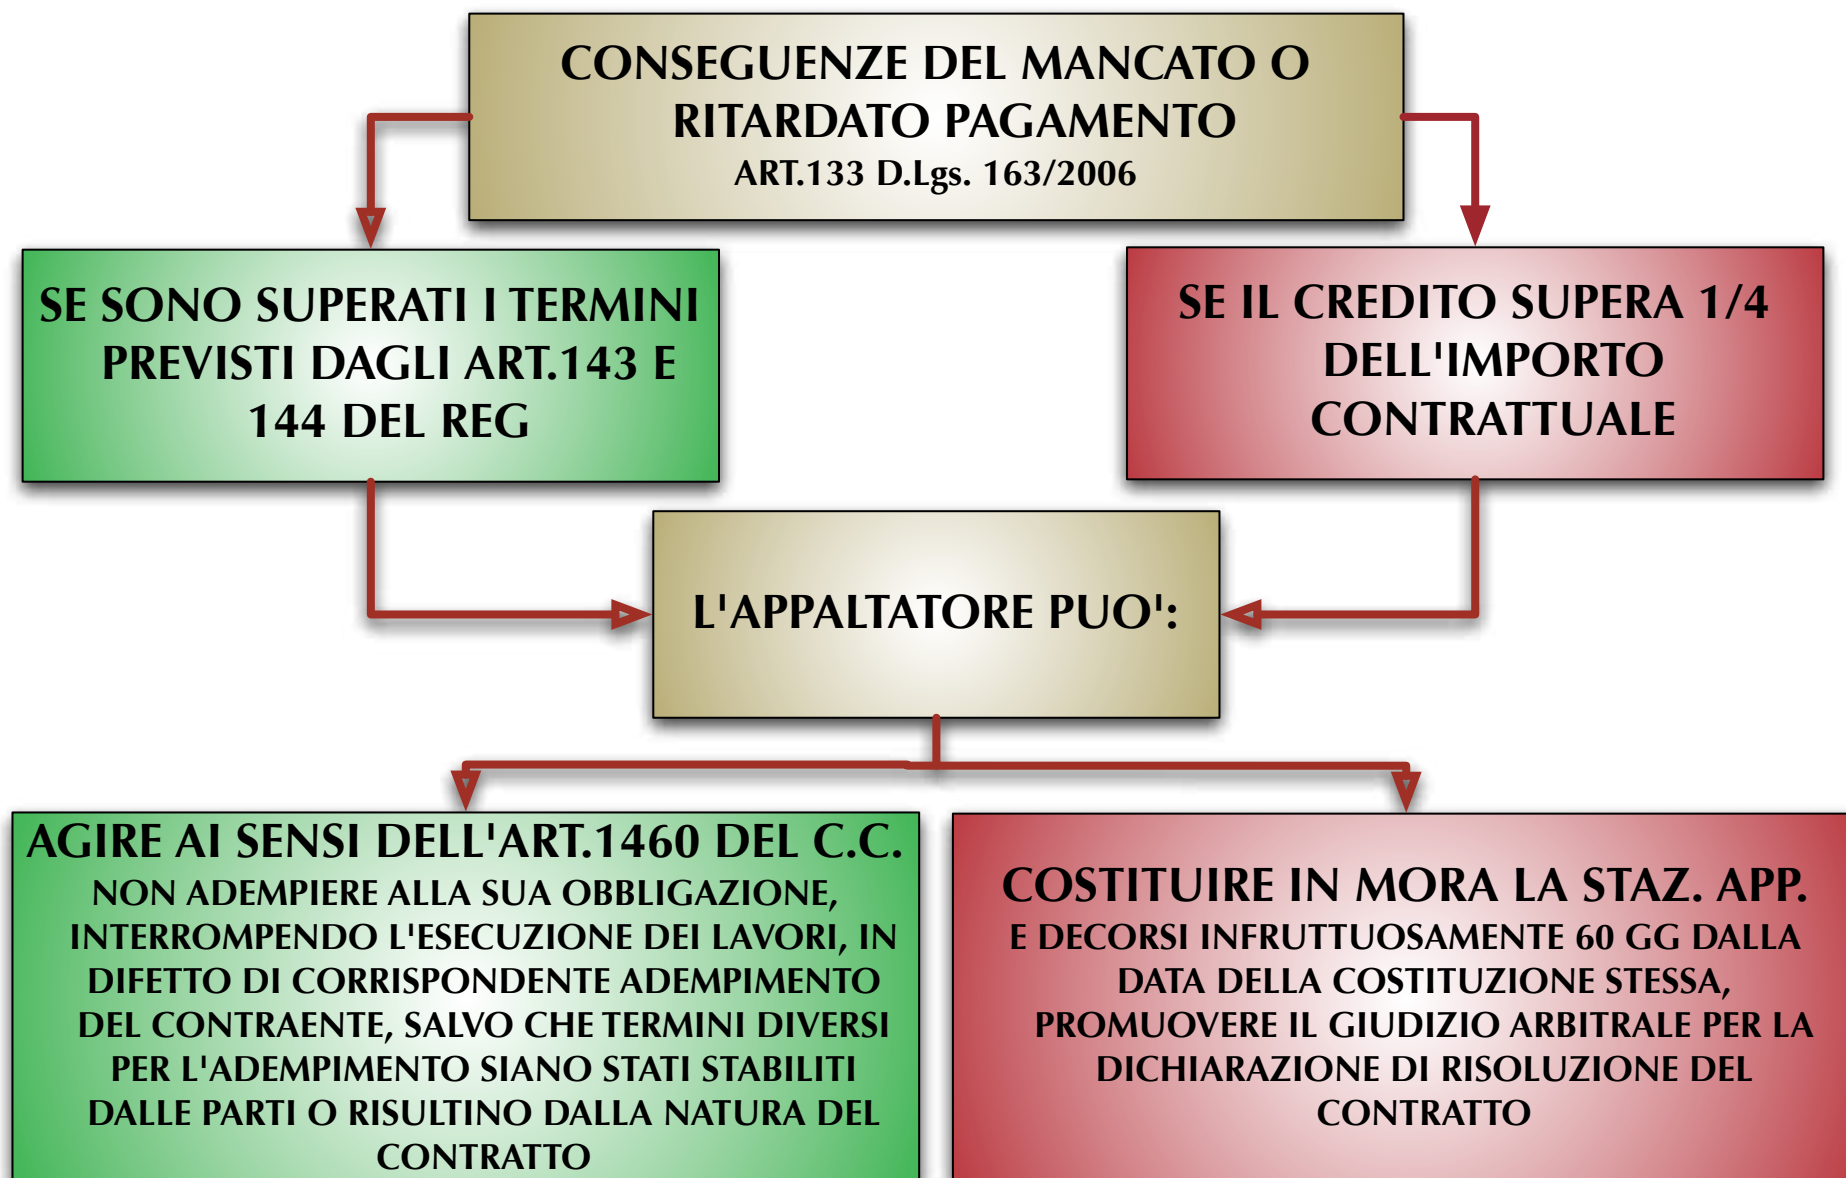 CONSEGUENZE DEL MANCATO O
RITARDATO PAGAMENTO
ART.133 D.Lgs. 163/2006
SE SONO SUPERATI I TERMINI
PREVISTI DAGLI ART.143 E
144 DEL REG
SE IL CREDITO SUPERA 1/4
DELL'IMPORTO
CONTRATTUALE
L'APPALTATORE PUO':
AGIRE AI SENSI DELL'ART.1460 DEL C.C.
NON ADEMPIERE ALLA SUA OBBLIGAZIONE,
INTERROMPENDO L'ESECUZIONE DEI LAVORI, IN
DIFETTO DI CORRISPONDENTE ADEMPIMENTO
DEL CONTRAENTE, SALVO CHE TERMINI DIVERSI
PER L'ADEMPIMENTO SIANO STATI STABILITI
DALLE PARTI O RISULTINO DALLA NATURA DEL
CONTRATTO
COSTITUIRE IN MORA LA STAZ. APP.
E DECORSI INFRUTTUOSAMENTE 60 GG DALLA
DATA DELLA COSTITUZIONE STESSA,
PROMUOVERE IL GIUDIZIO ARBITRALE PER LA
DICHIARAZIONE DI RISOLUZIONE DEL
CONTRATTO